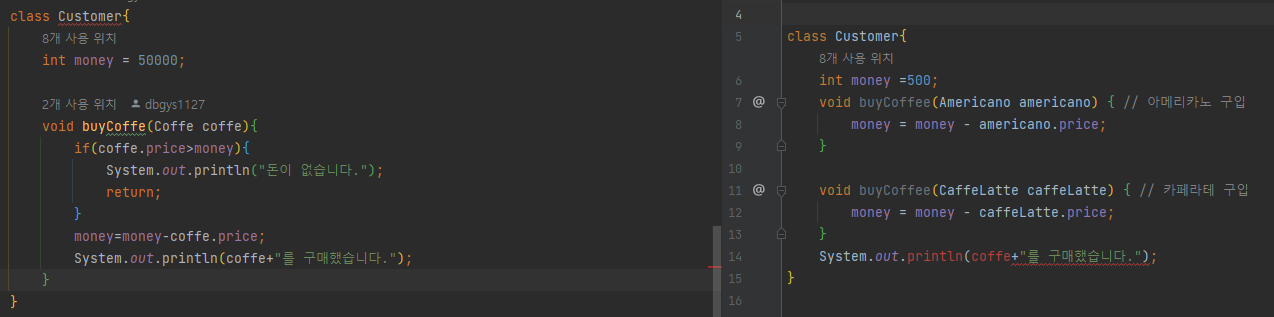 class Customer{
8개 사용 위치
int money = 50000;
2개 사용 위치 dbgys1127
void buyCoffe(Coffe coffe){
if(coffe.price>money){
System.out.println("돈이 없습니다.");
return;
}
money=money-coffe.price;
System.out.println(coffe+"를 구매했습니다.");
}
}
4
5 class Customer{
8개 사용 위치
6 int money =500;
7 @ void buyCoffee(Americano americano) { // 아메리카노 구입
8 money = money - americano.price;
9 }
10
11 @ void buyCoffee(CaffeLatte caffeLatte) { // 카페라테 구입
12 money = money - caffeLatte.price;
13 }
14 System.out.println(coffe+"를 구매했습니다.");
15 }
16